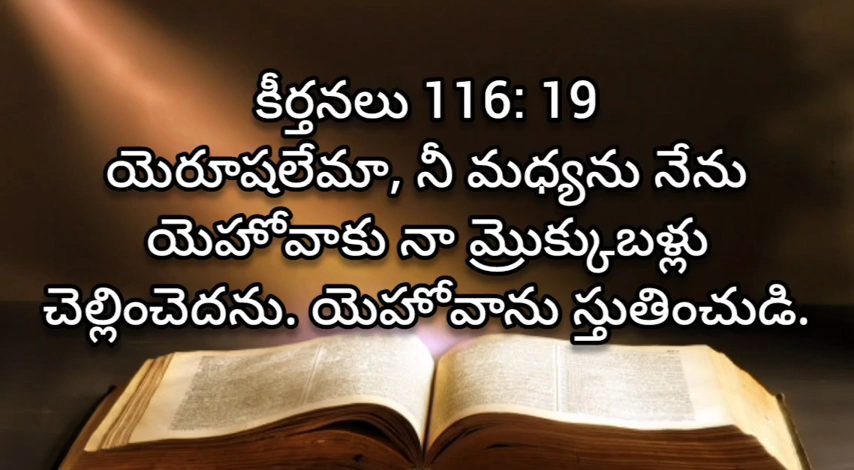 కీర్తనలు 116: 19
యెరూషలేమా, నీ మధ్యను నేను
యెహోవాకు నా మ్రొక్కుబళ్లు
చెల్లించెదను. యెహోవాను స్తుతించుడి.